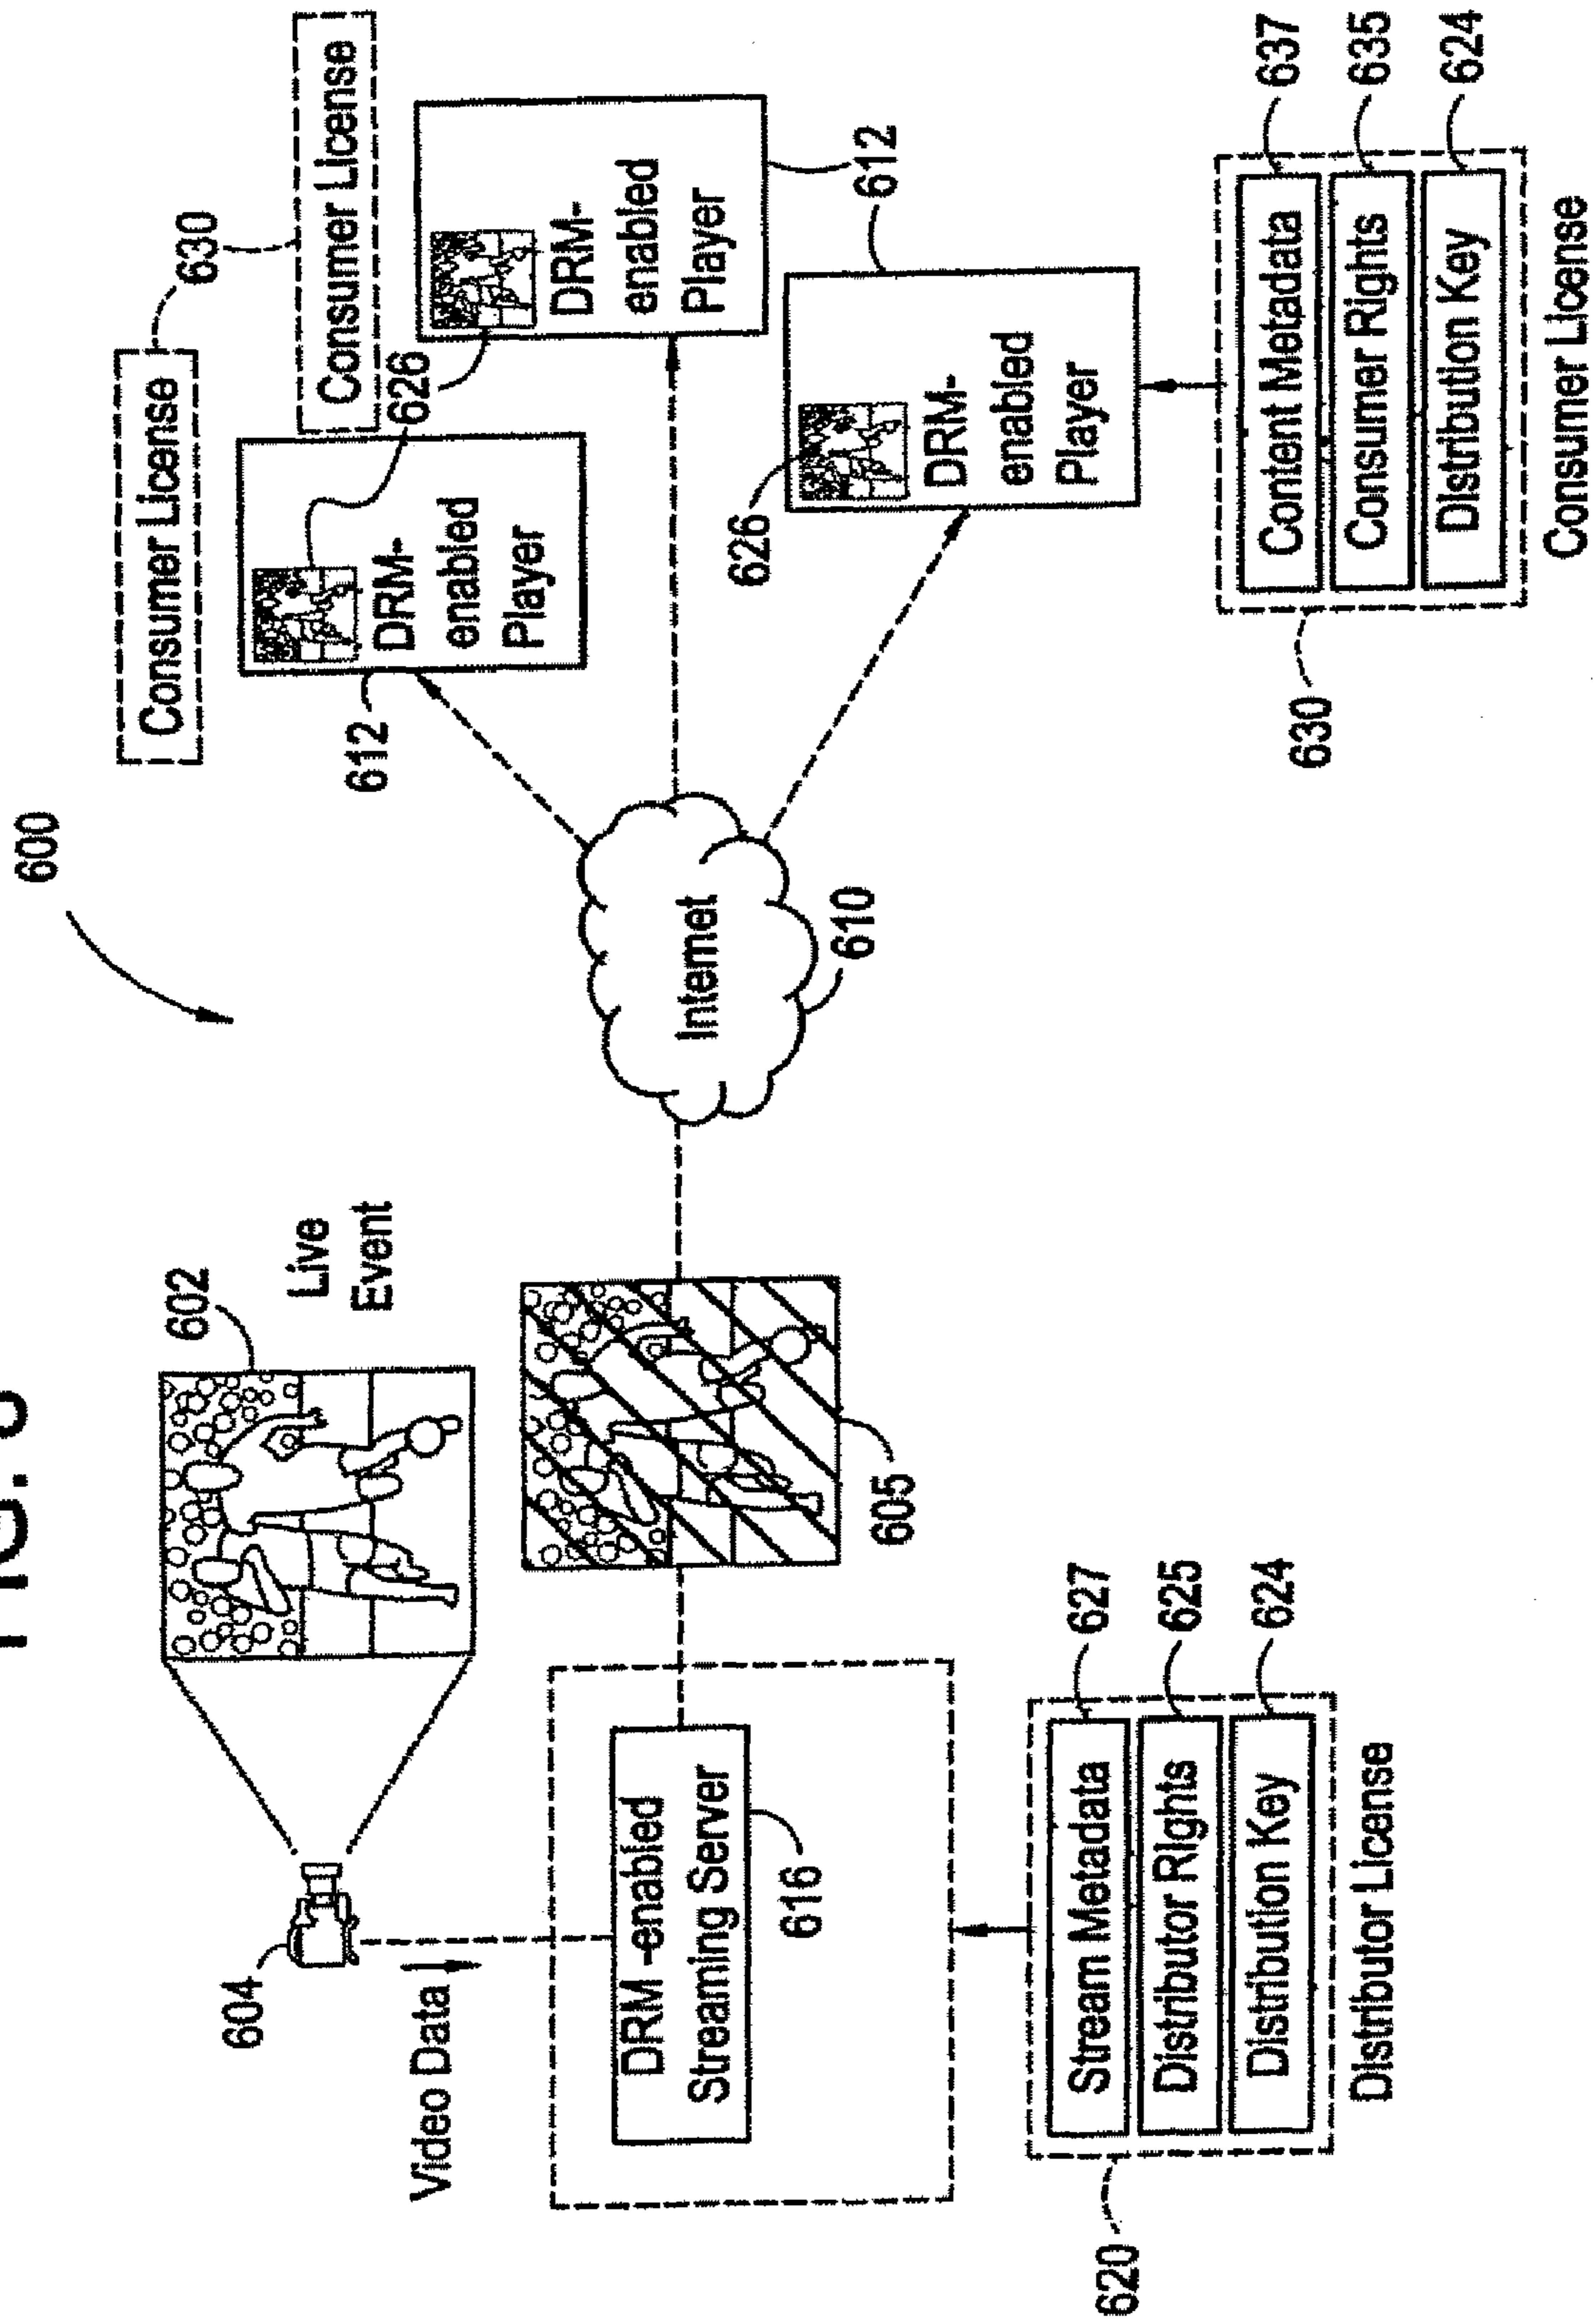 600
602
Live
Event
604
Video Data
DRM -enabled
Streaming Server
616
605
Internet
610
Consumer License
630
Consumer License
626
DRM-
enabled
Player
612
DRM-
enabled
Player
612
626
DRM-
enabled
Player
612
Stream Metadata
627
Distributor Rights
625
Distribution Key
624
620
Distributor License
Content Metadata
637
Consumer Rights
635
Distribution Key
624
630
Consumer License